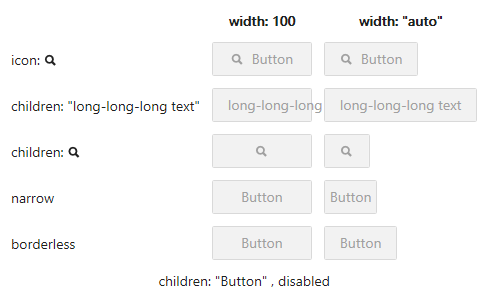 width: 100 width: "auto"
icon: Button Button
children: "long-long-long text" long-long-long long-long-long text
children:
narrow Button Button
borderless Button Button
children: "Button" , disabled